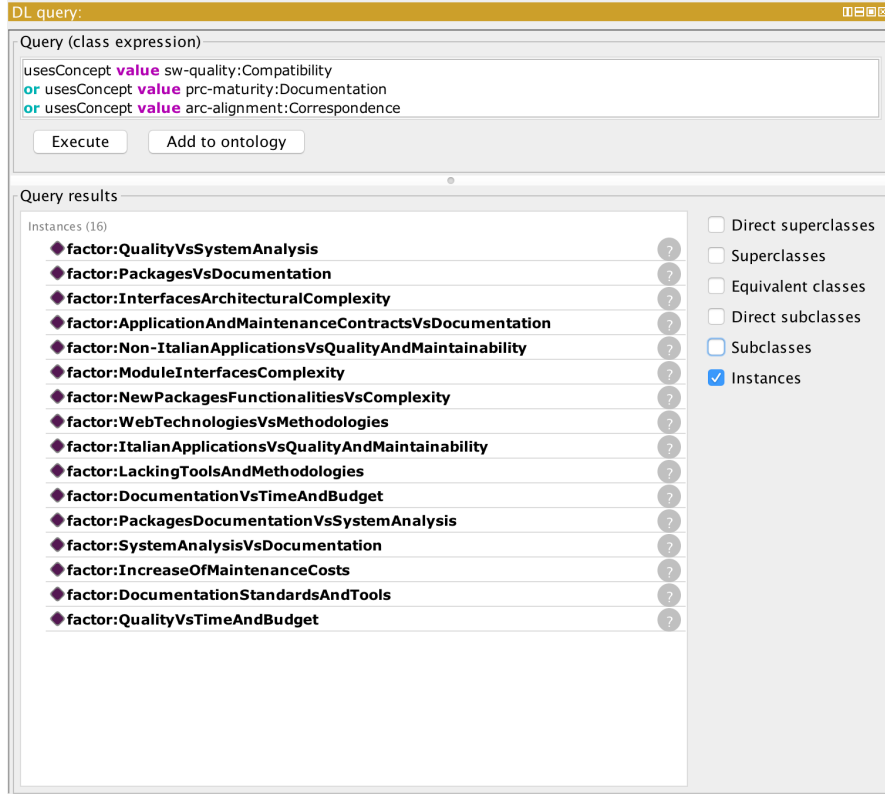 DL query:
Query (class expression)
usesConcept value sw-quality:Compatibility
or usesConcept value prc-maturity:Documentation
or usesConcept value arc-alignment:Correspondence
Execute
Add to ontology
Query results
Instances (16)
factor:QualityVsSystemAnalysis ?
factor:PackagesVsDocumentation ?
factor:InterfacesArchitecturalComplexity ?
factor:ApplicationAndMaintenanceContractsVsDocumentation ?
factor:Non-ItalianApplicationsVsQualityAndMaintainability ?
factor:ModuleInterfacesComplexity ?
factor:NewPackagesFunctionalitiesVsComplexity ?
factor:WebTechnologiesVsMethodologies ?
factor:ItalianApplicationsVsQualityAndMaintainability ?
factor:LackingToolsAndMethodologies ?
factor:DocumentationVsTimeAndBudget ?
factor:PackagesDocumentationVsSystemAnalysis ?
factor:SystemAnalysisVsDocumentation ?
factor:IncreaseOfMaintenanceCosts ?
factor:DocumentationStandardsAndTools ?
factor:QualityVsTimeAndBudget ?
Direct superclasses
Superclasses
Equivalent classes
Direct subclasses
Subclasses
Instances